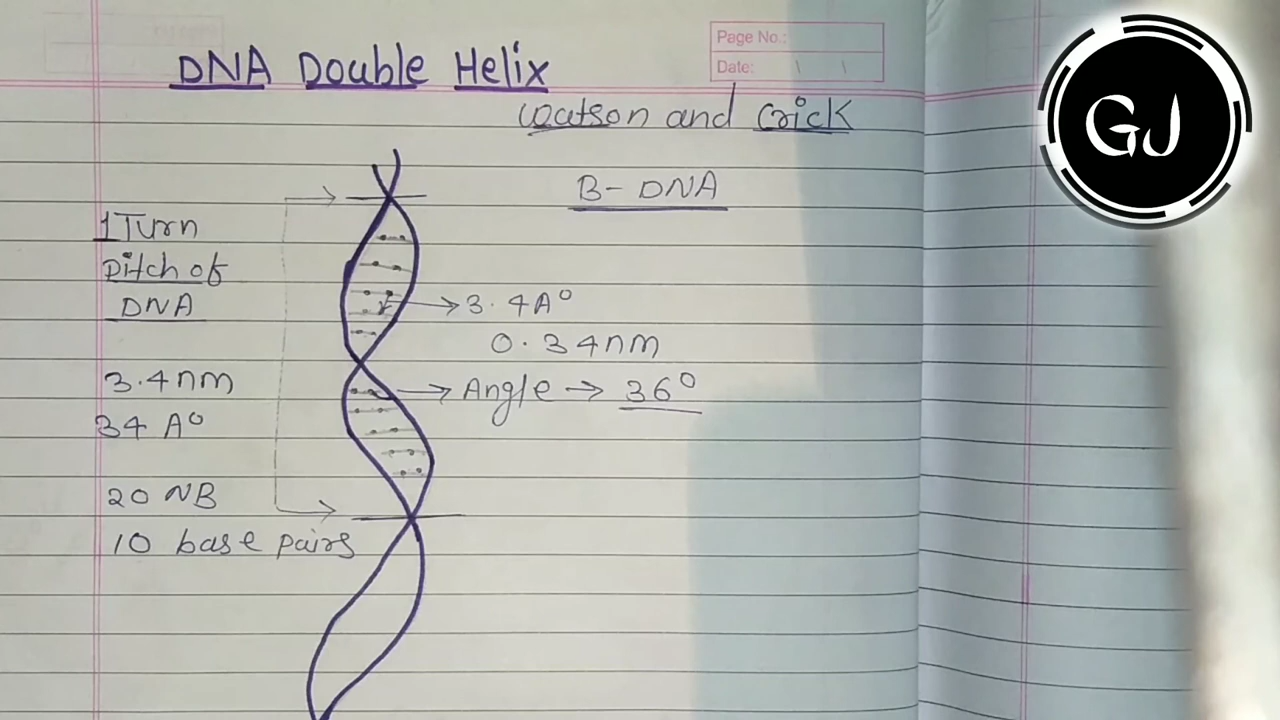 Page No.:
Date:
GJ
DNA Double Helix
Watson and Crick
B- DNA
1 Turn
Pitch of
DNA
3.4A°
0.34nm
3.4nm
Angle → 36°
34 A°
20 NB
10 base pairs